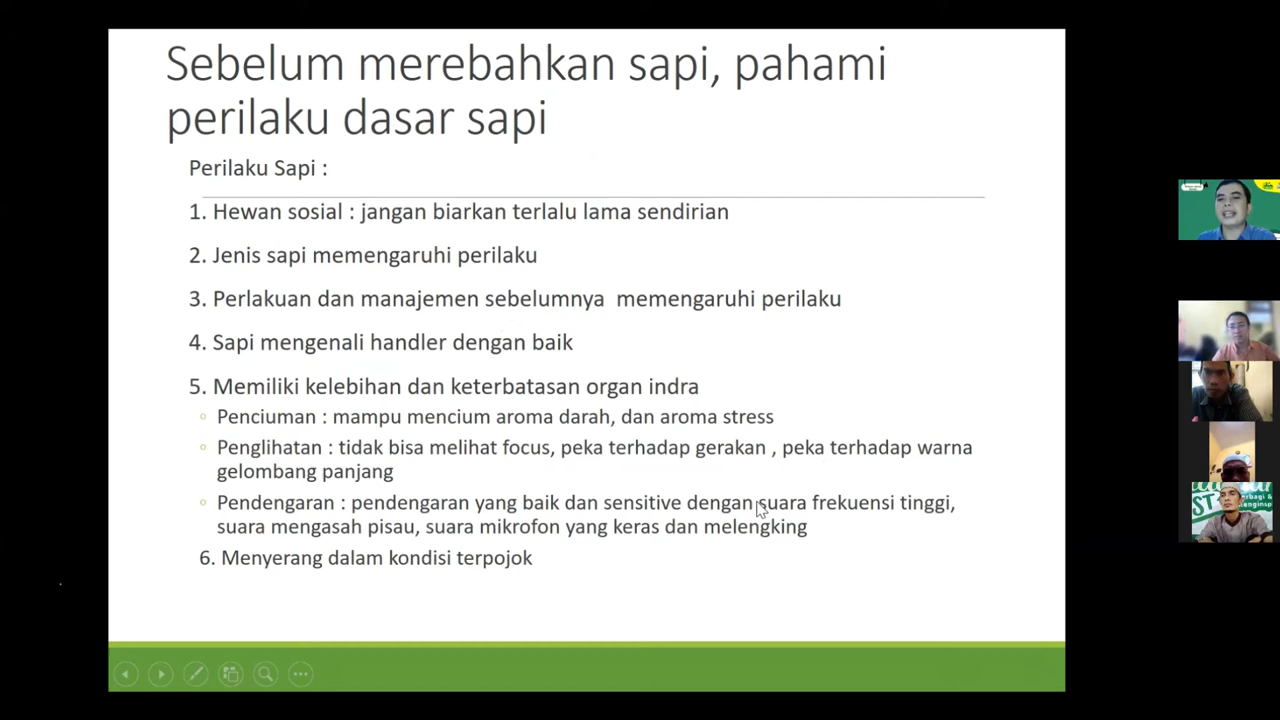 Sebelum merebahkan sapi, pahami
perilaku dasar sapi
Perilaku Sapi :
1. Hewan sosial : jangan biarkan terlalu lama sendirian
2. Jenis sapi memengaruhi perilaku
3. Perlakuan dan manajemen sebelumnya  memengaruhi perilaku
4. Sapi mengenali handler dengan baik
5. Memiliki kelebihan dan keterbatasan organ indra
◦ Penciuman : mampu mencium aroma darah, dan aroma stress
◦ Penglihatan : tidak bisa melihat focus, peka terhadap gerakan , peka terhadap warna
gelombang panjang
◦ Pendengaran : pendengaran yang baik dan sensitive dengan suara frekuensi tinggi,
suara mengasah pisau, suara mikrofon yang keras dan melengking
6. Menyerang dalam kondisi terpojok
ST